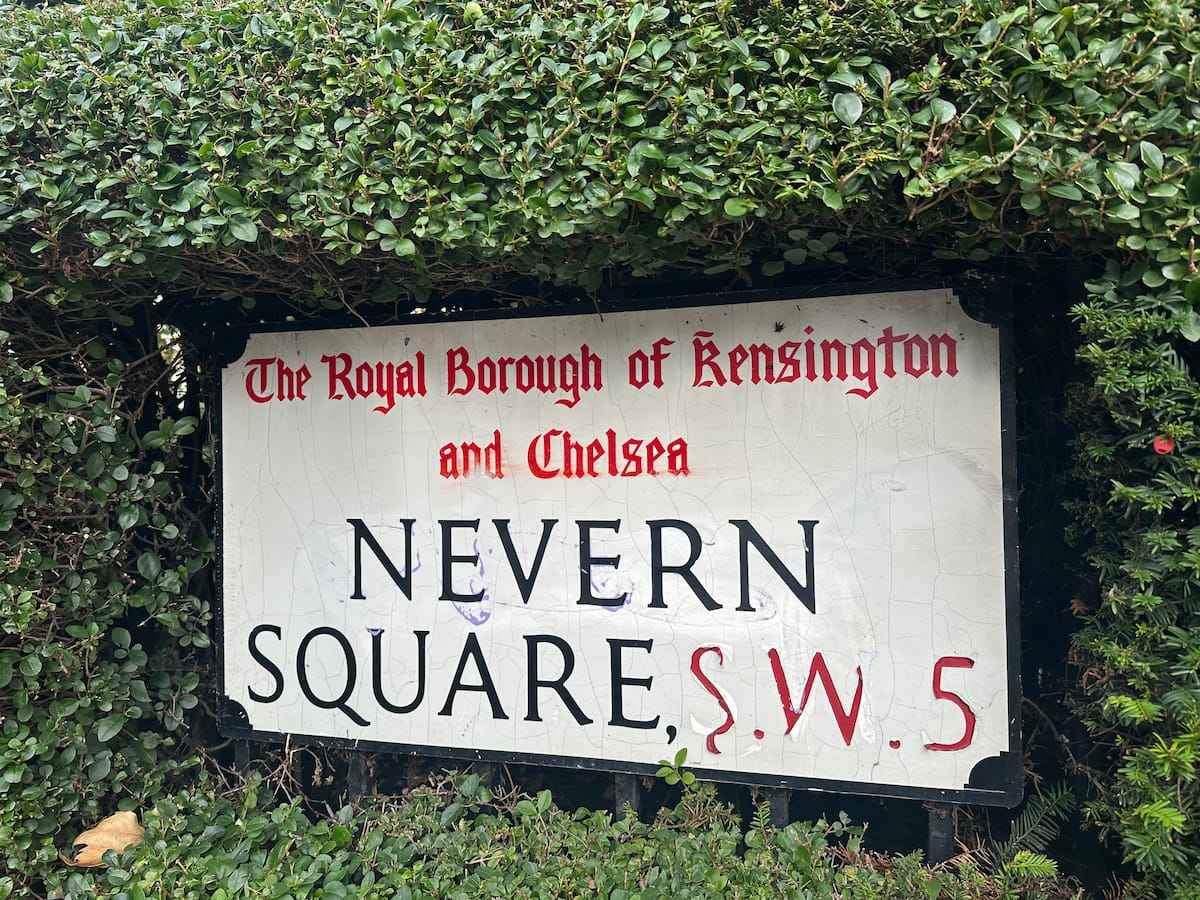 The Royal Borough of Kensington
and Chelsea
NEVERN
SQUARE, S.W.5